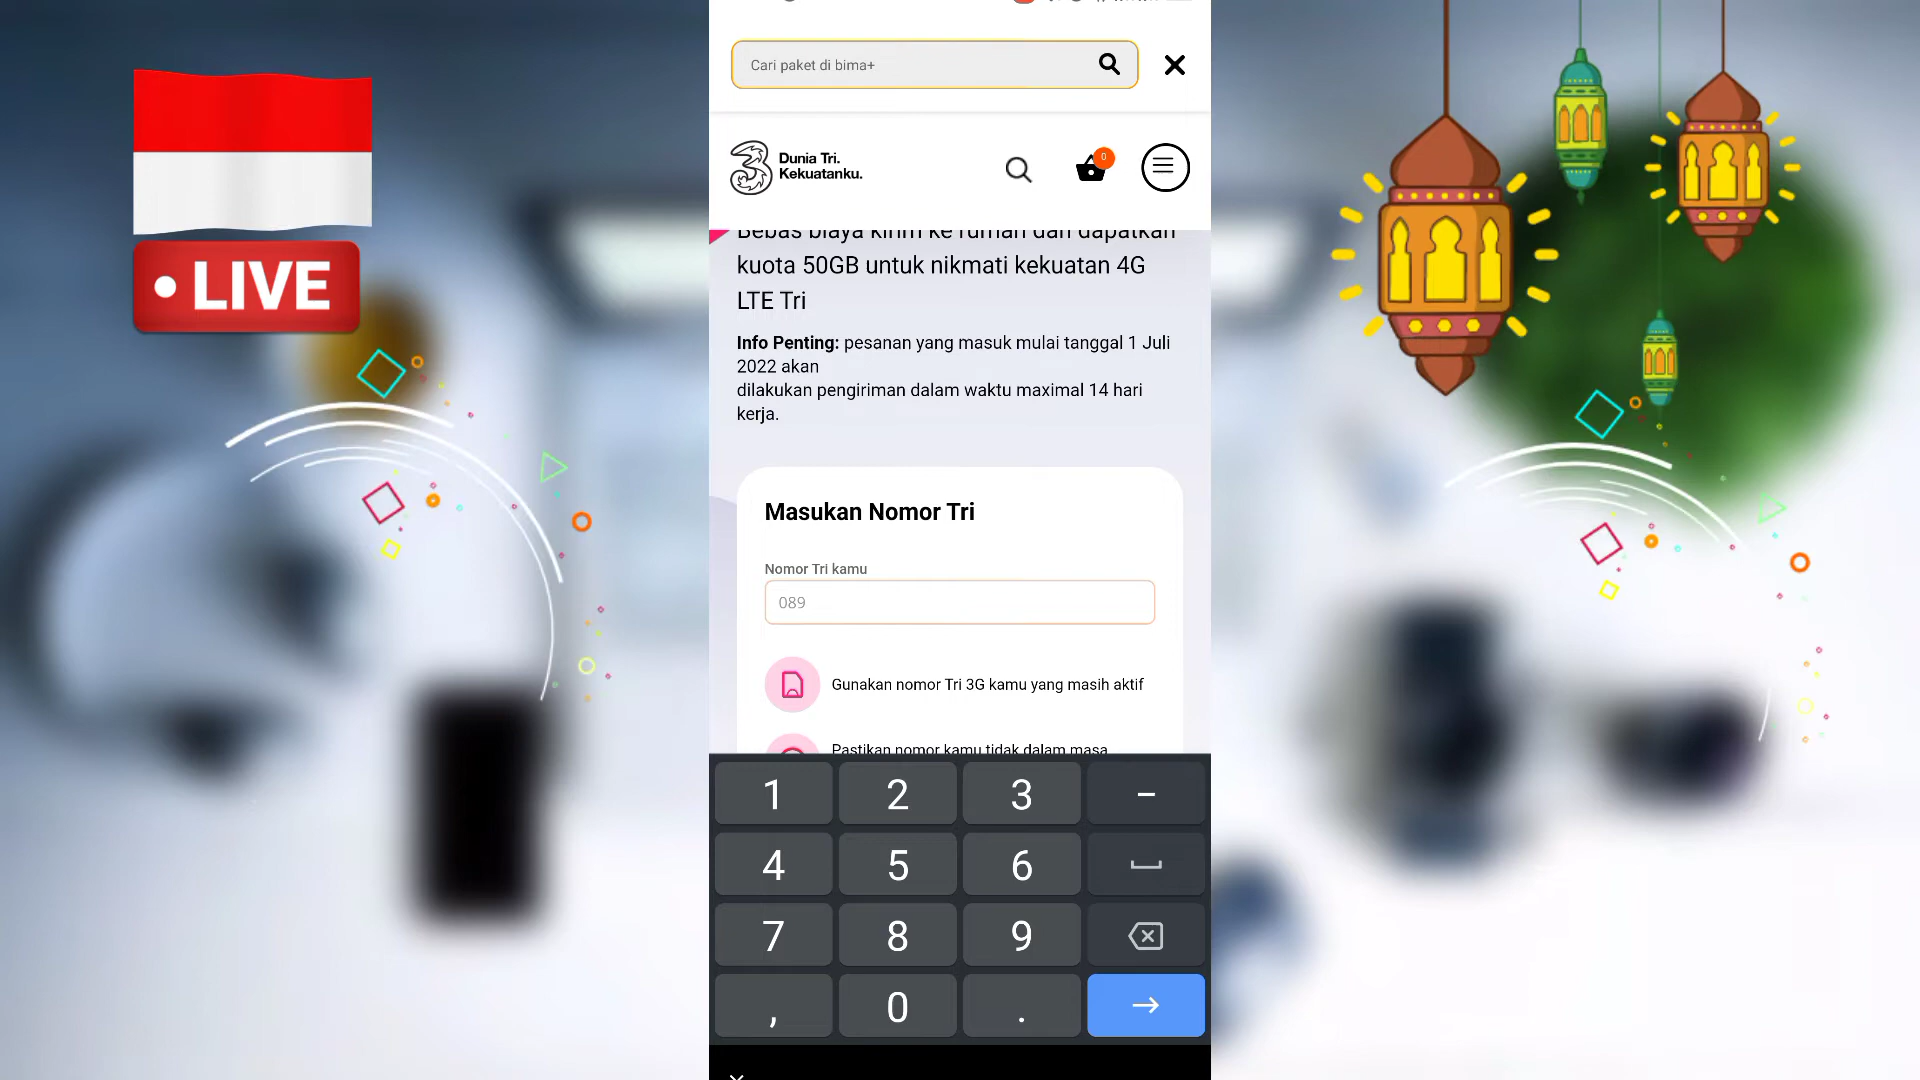 Cari paket di bima+
LIVE
3
Dunia Tri.
Kekuatanku.
0
Bebas biaya kirim ke rumah dan dapatkan
kuota 50GB untuk nikmati kekuatan 4G
LTE Tri
Info Penting: pesanan yang masuk mulai tanggal 1 Juli
2022 akan
dilakukan pengiriman dalam waktu maximal 14 hari
kerja.
Masukan Nomor Tri
Nomor Tri kamu
089
Gunakan nomor Tri 3G kamu yang masih aktif
Pastikan nomor kamu tidak dalam masa
1 2 3 -
4 5 6
7 8 9
, 0 .